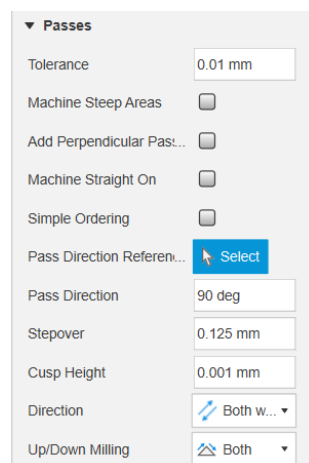 Passes
Tolerance 0.01 mm
Machine Steep Areas
Add Perpendicular Pas:...
Machine Straight On
Simple Ordering
Pass Direction Referen... Select
Pass Direction 90 deg
Stepover 0.125 mm
Cusp Height 0.001 mm
Direction Both w...
Up/Down Milling Both